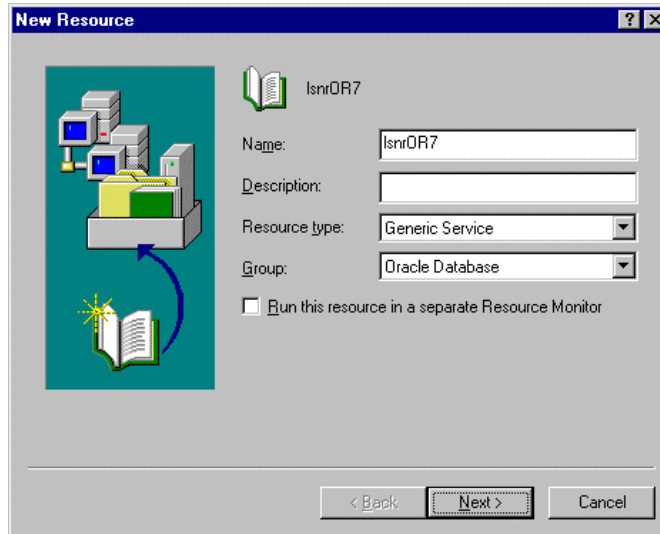 New Resource
lsnrOR7
Name: lsnrOR7
Description:
Resource type: Generic Service
Group: Oracle Database
Run this resource in a separate Resource Monitor
< Back Next > Cancel